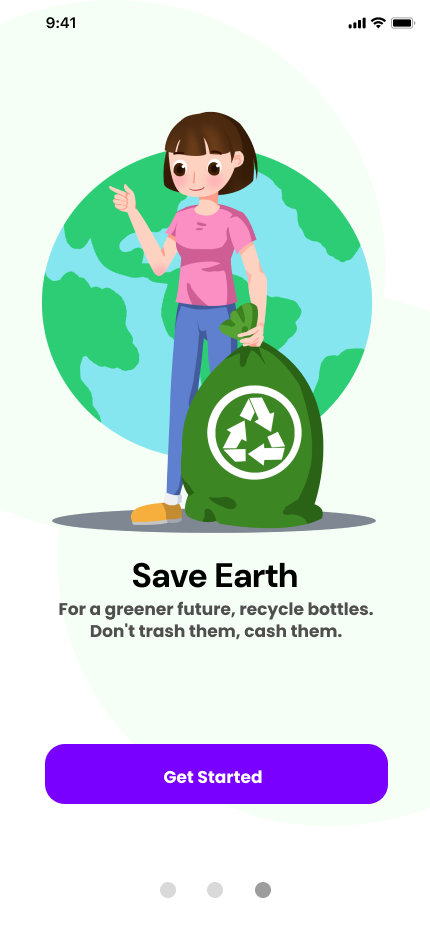 9:41
Save Earth
For a greener future, recycle bottles.
Don't trash them, cash them.
Get Started